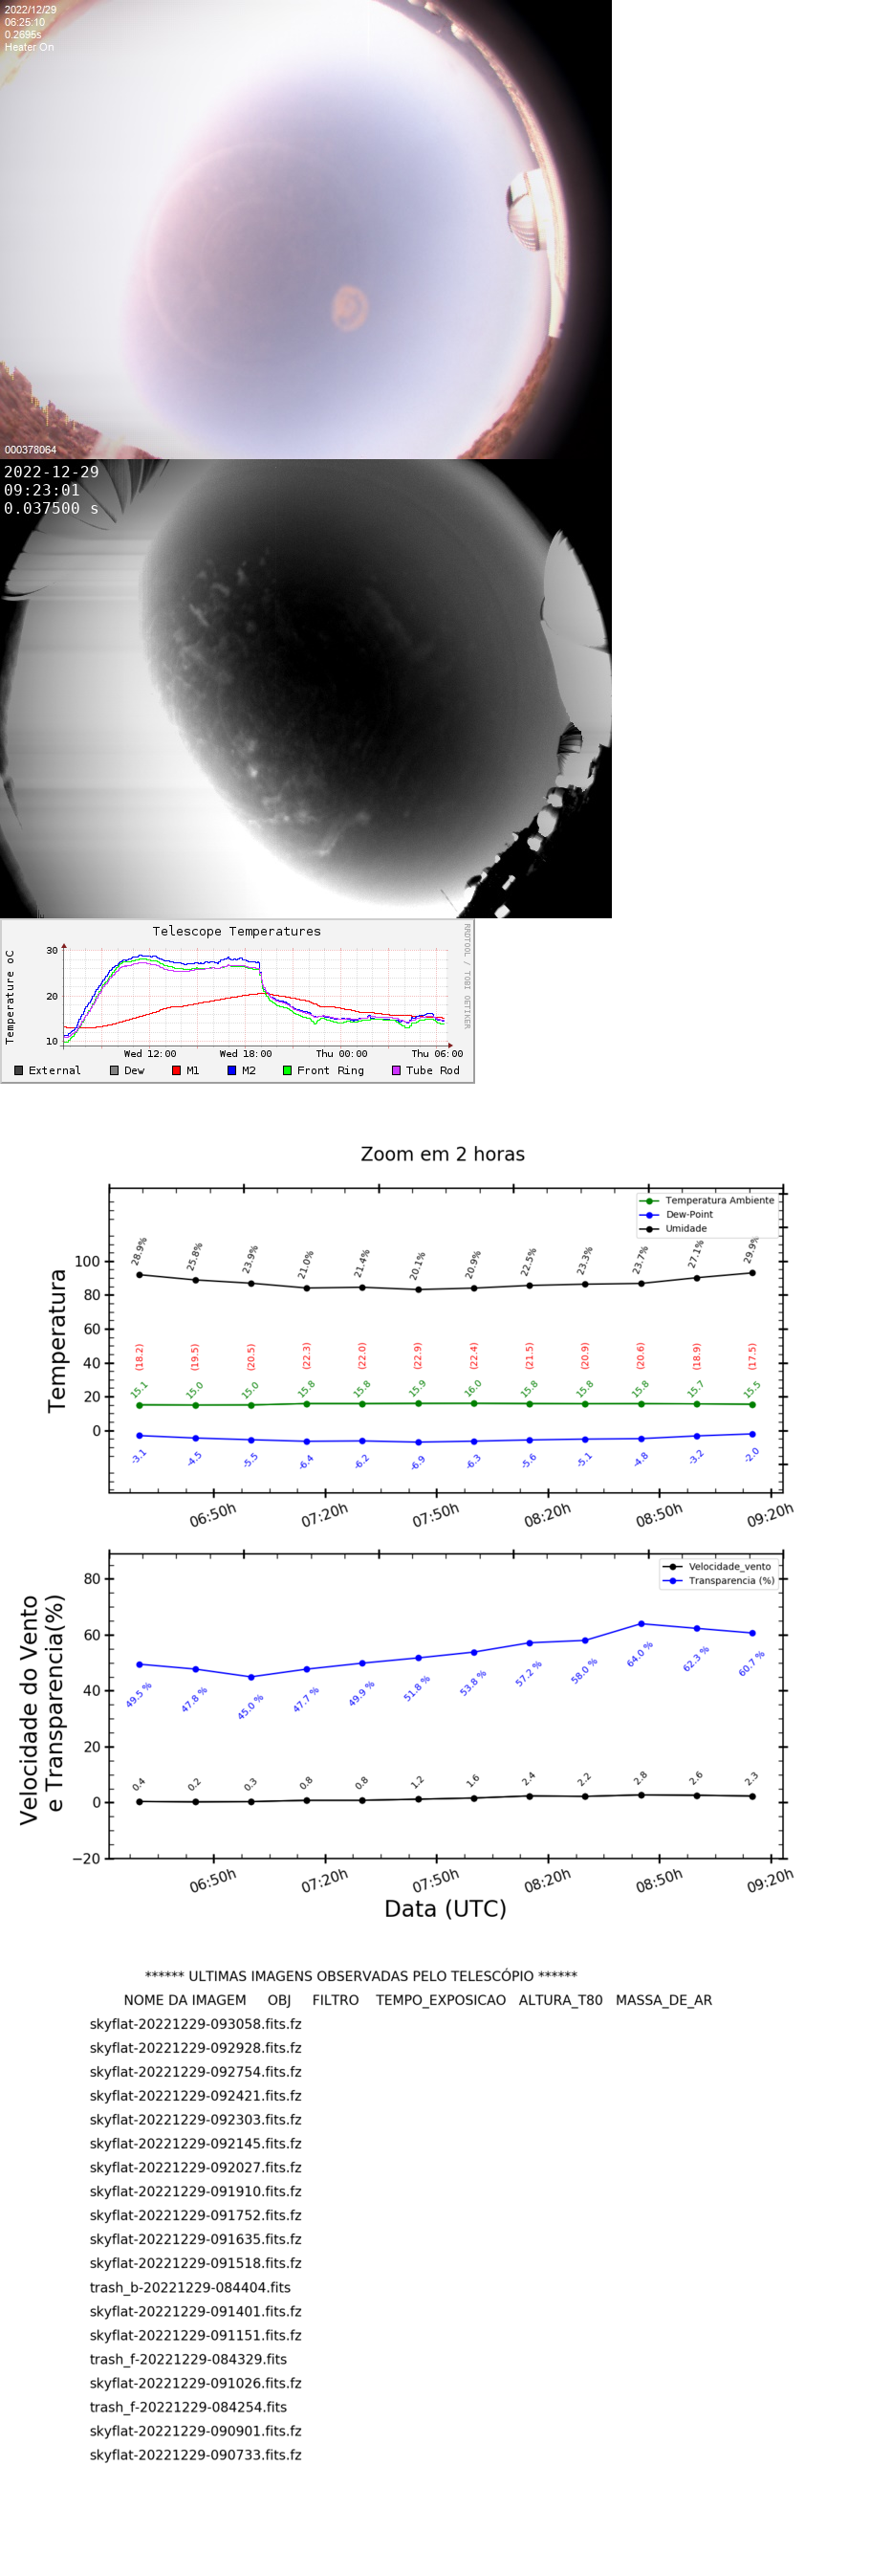 2022/12/29
06:25:10
0.2695s
Heater On
000378064
2022-12-29
09:23:01
0.037500 s
Telescope Temperatures
RRDTOOL / TOBI OETIKER
Temperature oC
30
20
10
Wed 12:00 Wed 18:00 Thu 00:00 Thu 06:00
External Dew M1 M2 Front Ring Tube Rod
Zoom em 2 horas
Temperatura Ambiente
Dew-Point
Umidade
Temperatura
100
80
60
40
20
0
28.9% 25.8% 23.9% 21.0% 21.4% 20.1% 20.9% 22.5% 23.3% 23.7% 27.1% 29.9%
(18.2) (19.5) (20.5) (22.3) (22.0) (22.9) (22.4) (21.5) (20.9) (20.6) (18.9) (17.5)
15.1 15.0 15.0 15.8 15.8 15.9 16.0 15.8 15.8 15.8 15.7 15.5
-3.1 -4.5 -5.5 -6.4 -6.2 -6.9 -6.3 -5.6 -5.1 -4.8 -3.2 -2.0
06:50h 07:20h 07:50h 08:20h 08:50h 09:20h
Velocidade_vento
Transparencia (%)
Velocidade do Vento
e Transparencia(%)
80
60
40
20
0
−20
49.5 % 47.8 % 45.0 % 47.7 % 49.9 % 51.8 % 53.8 % 57.2 % 58.0 % 64.0 % 62.3 % 60.7 %
0.4 0.2 0.3 0.8 0.8 1.2 1.6 2.4 2.2 2.8 2.6 2.3
06:50h 07:20h 07:50h 08:20h 08:50h 09:20h
Data (UTC)
****** ULTIMAS IMAGENS OBSERVADAS PELO TELESCÓPIO ******
NOME DA IMAGEM OBJ FILTRO TEMPO_EXPOSICAO ALTURA_T80 MASSA_DE_AR
skyflat-20221229-093058.fits.fz
skyflat-20221229-092928.fits.fz
skyflat-20221229-092754.fits.fz
skyflat-20221229-092421.fits.fz
skyflat-20221229-092303.fits.fz
skyflat-20221229-092145.fits.fz
skyflat-20221229-092027.fits.fz
skyflat-20221229-091910.fits.fz
skyflat-20221229-091752.fits.fz
skyflat-20221229-091635.fits.fz
skyflat-20221229-091518.fits.fz
trash_b-20221229-084404.fits
skyflat-20221229-091401.fits.fz
skyflat-20221229-091151.fits.fz
trash_f-20221229-084329.fits
skyflat-20221229-091026.fits.fz
trash_f-20221229-084254.fits
skyflat-20221229-090901.fits.fz
skyflat-20221229-090733.fits.fz